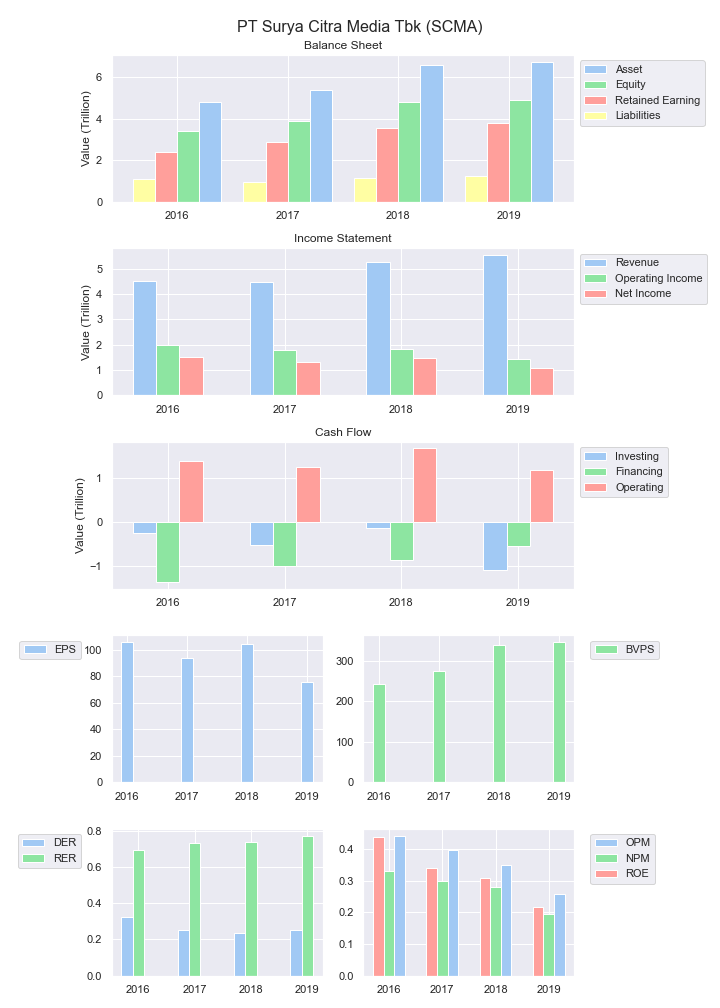 PT Surya Citra Media Tbk (SCMA)
Balance Sheet
Value (Trillion)
6
4
2
0
2016 2017 2018 2019
Asset
Equity
Retained Earning
Liabilities
Income Statement
Value (Trillion)
5
4
3
2
1
0
2016 2017 2018 2019
Revenue
Operating Income
Net Income
Cash Flow
Value (Trillion)
1
0
−1
2016 2017 2018 2019
Investing
Financing
Operating
EPS
100
80
60
40
20
0
2016 2017 2018 2019
300
200
100
0
2016 2017 2018 2019
BVPS
DER
RER
0.8
0.6
0.4
0.2
0.0
2016 2017 2018 2019
0.4
0.3
0.2
0.1
0.0
2016 2017 2018 2019
OPM
NPM
ROE